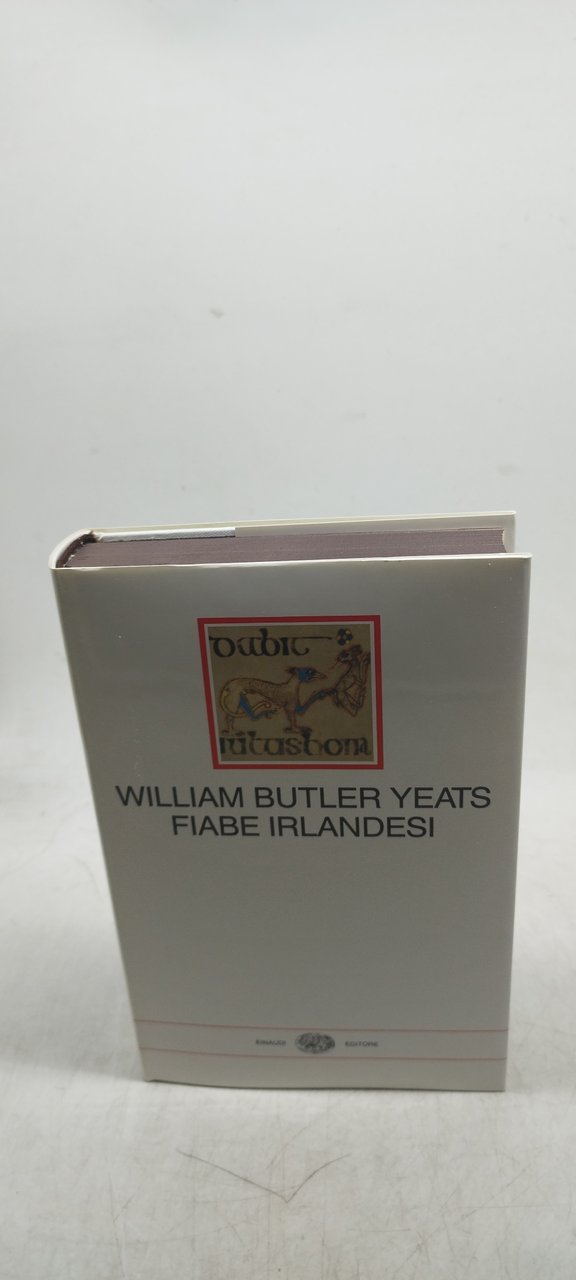 WILLIAM BUTLER YEATS
FIABE IRLANDESI
EINAUDI EDITORE